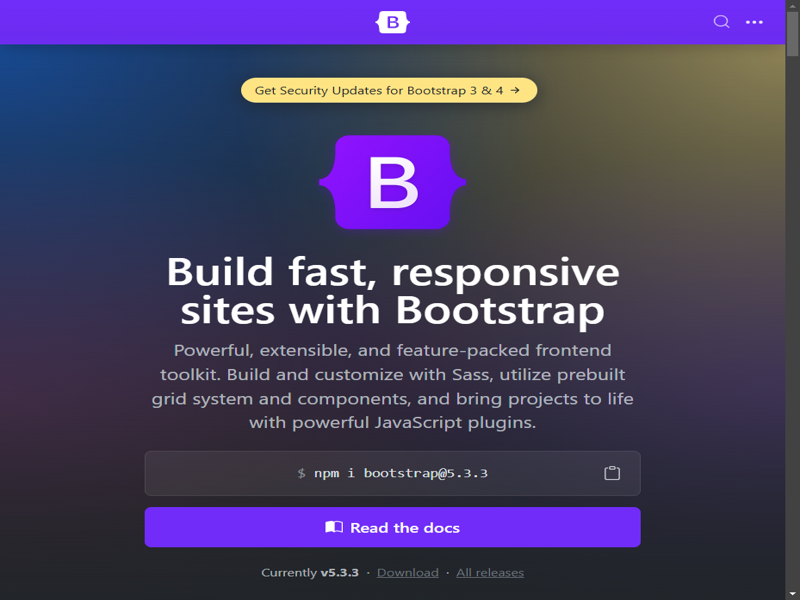 B
Get Security Updates for Bootstrap 3 & 4 →
B
Build fast, responsive
sites with Bootstrap
Powerful, extensible, and feature-packed frontend
toolkit. Build and customize with Sass, utilize prebuilt
grid system and components, and bring projects to life
with powerful JavaScript plugins.
$ npm i bootstrap@5.3.3
Read the docs
Currently v5.3.3 · Download · All releases